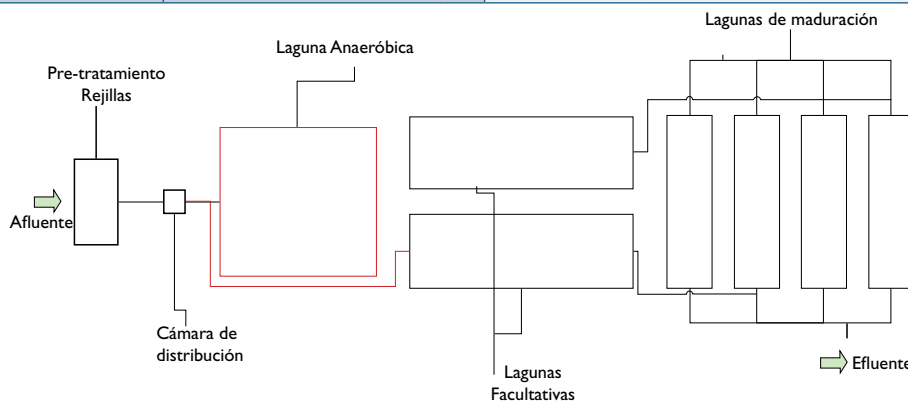 Lagunas de maduración
Laguna Anaeróbica
Pre-tratamiento
Rejillas
Afluente
Cámara de
distribución
Lagunas
Facultativas
Efluente